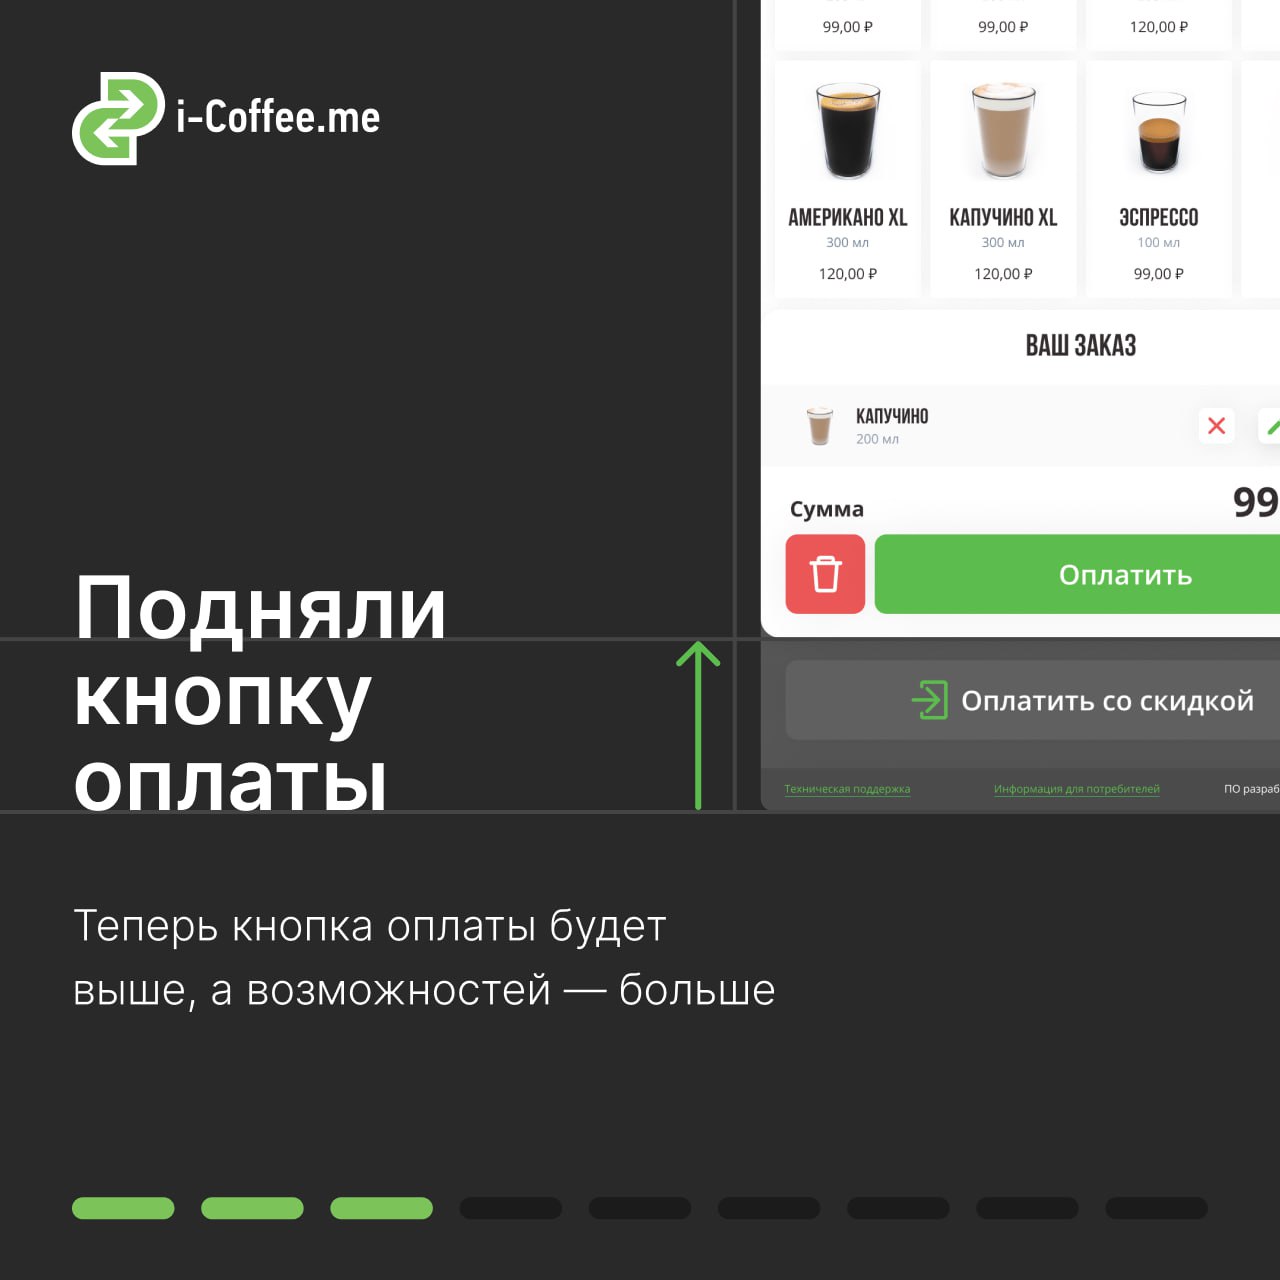 i-Coffee.me
99,00 ₽
99,00 ₽
120,00 ₽
АМЕРИКАНО XL
КАПУЧИНО XL
ЭСПРЕССО
300 мл
300 мл
100 мл
120,00 ₽
120,00 ₽
99,00 ₽
ВАШ ЗАКАЗ
КАПУЧИНО
200 мл
Сумма
99
Оплатить
Оплатить со скидкой
Техническая поддержка
Информация для потребителей
ПО разраб
Подняли
кнопку
оплаты
Теперь кнопка оплаты будет
выше, а возможностей — больше